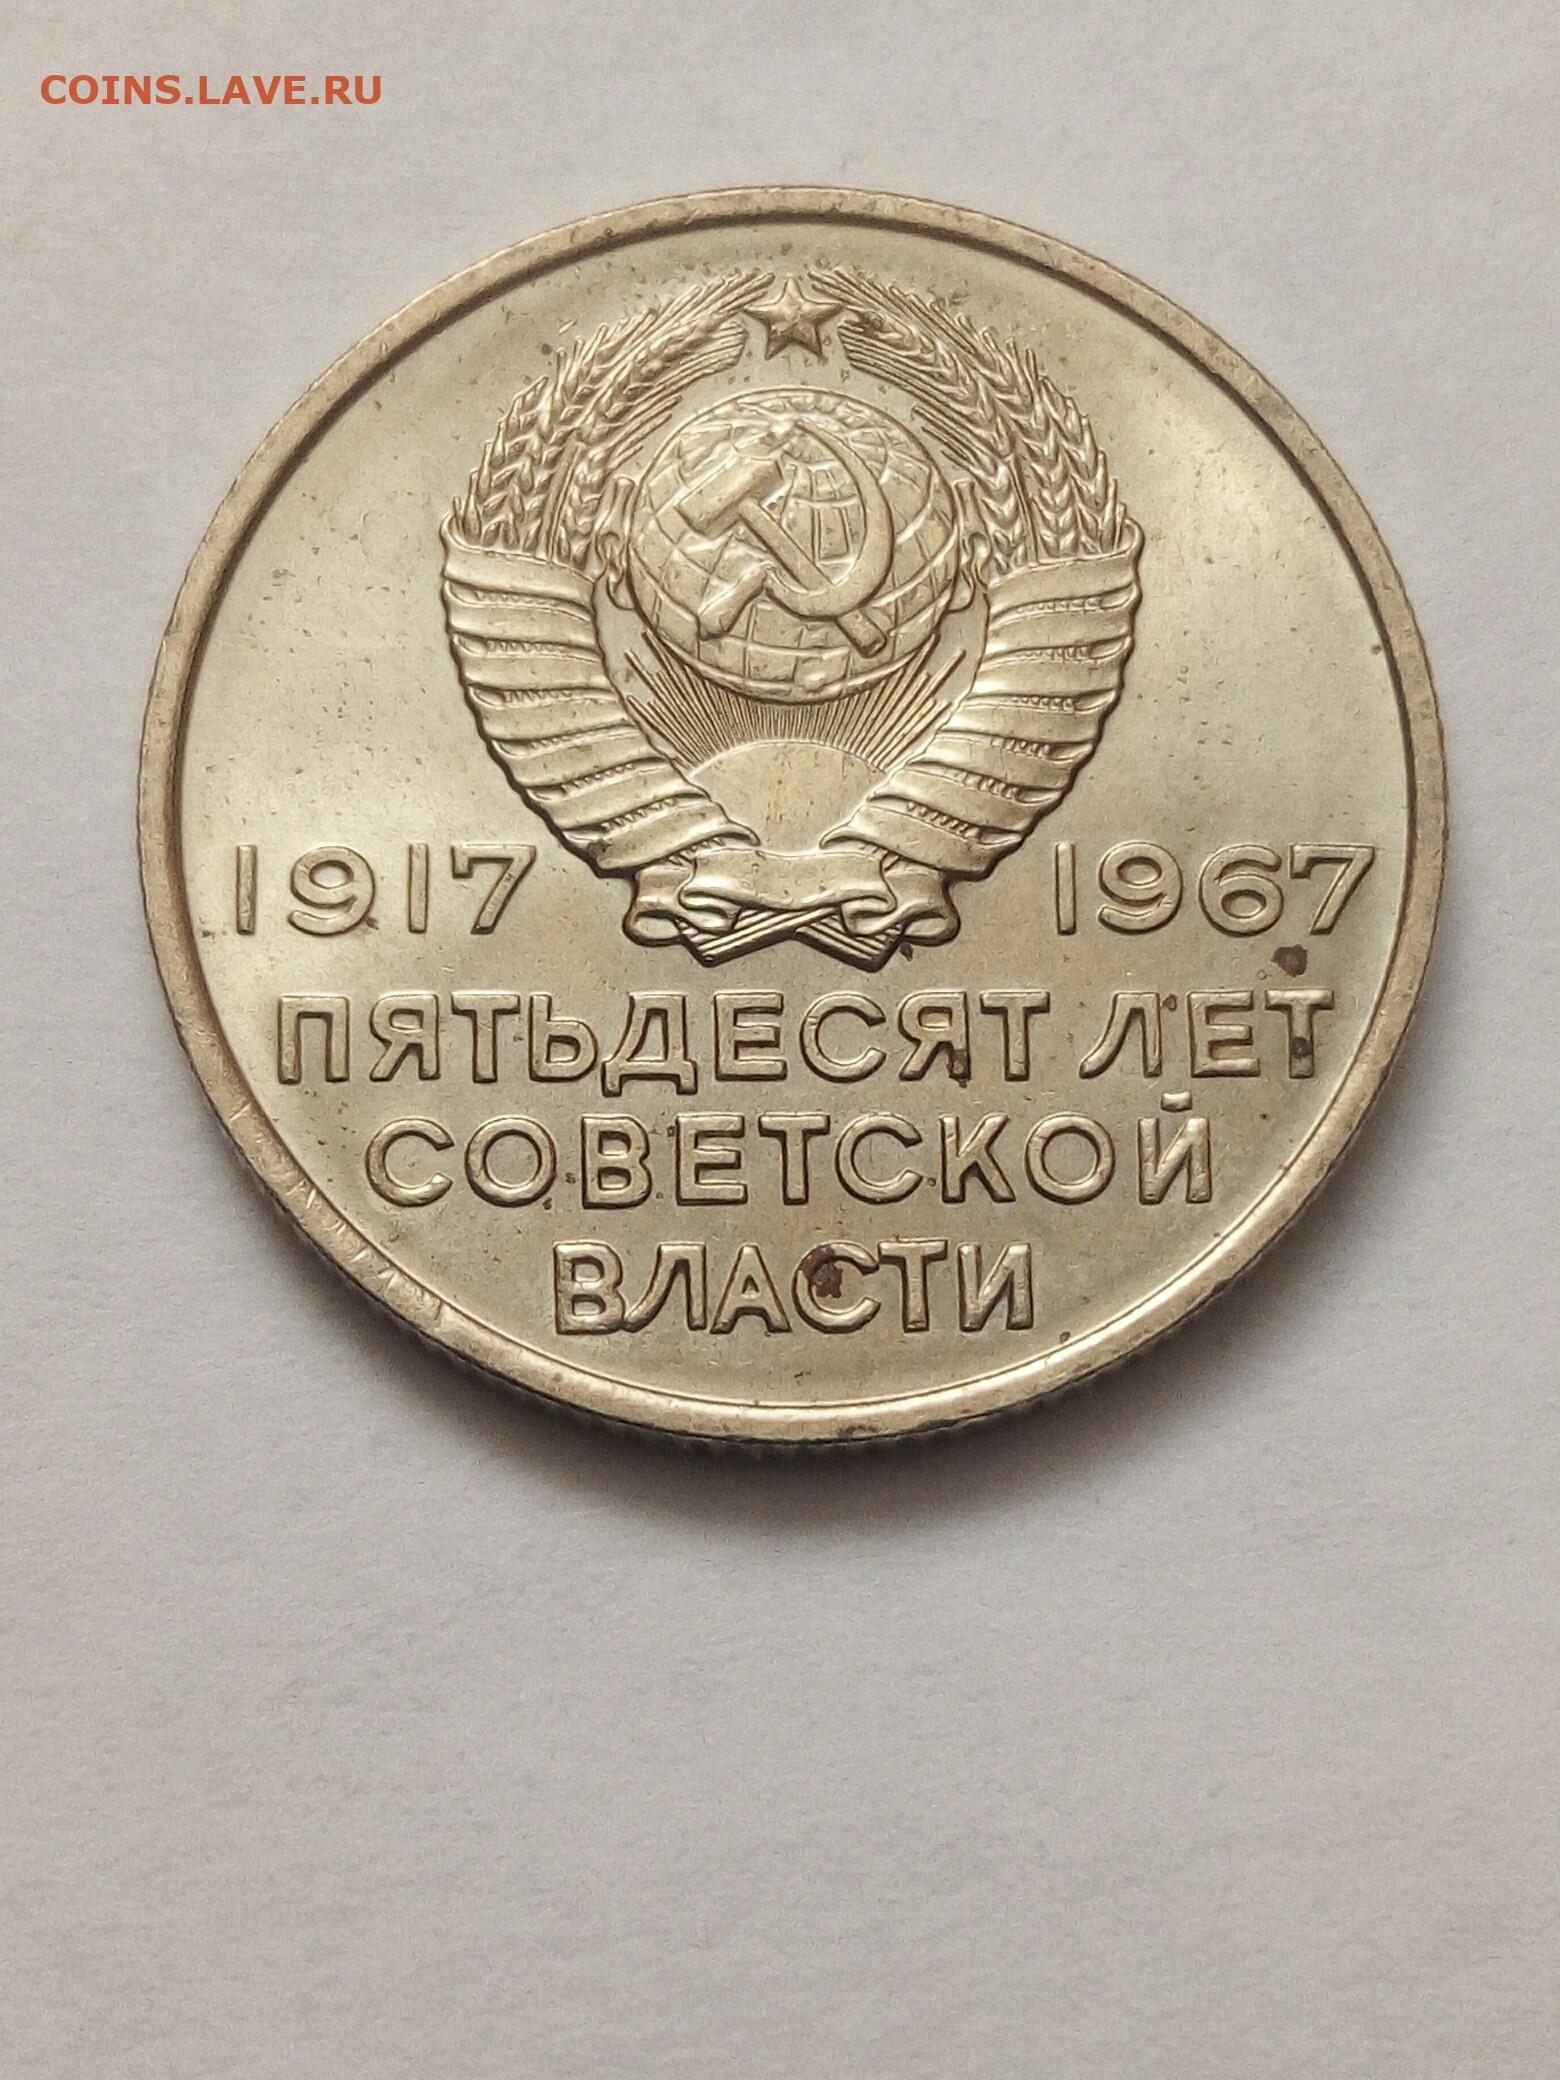 COINS.LAVE.RU
1917 1967
ПЯТЬДЕСЯТ ЛЕТ
СОВЕТСКОЙ
ВЛАСТИ